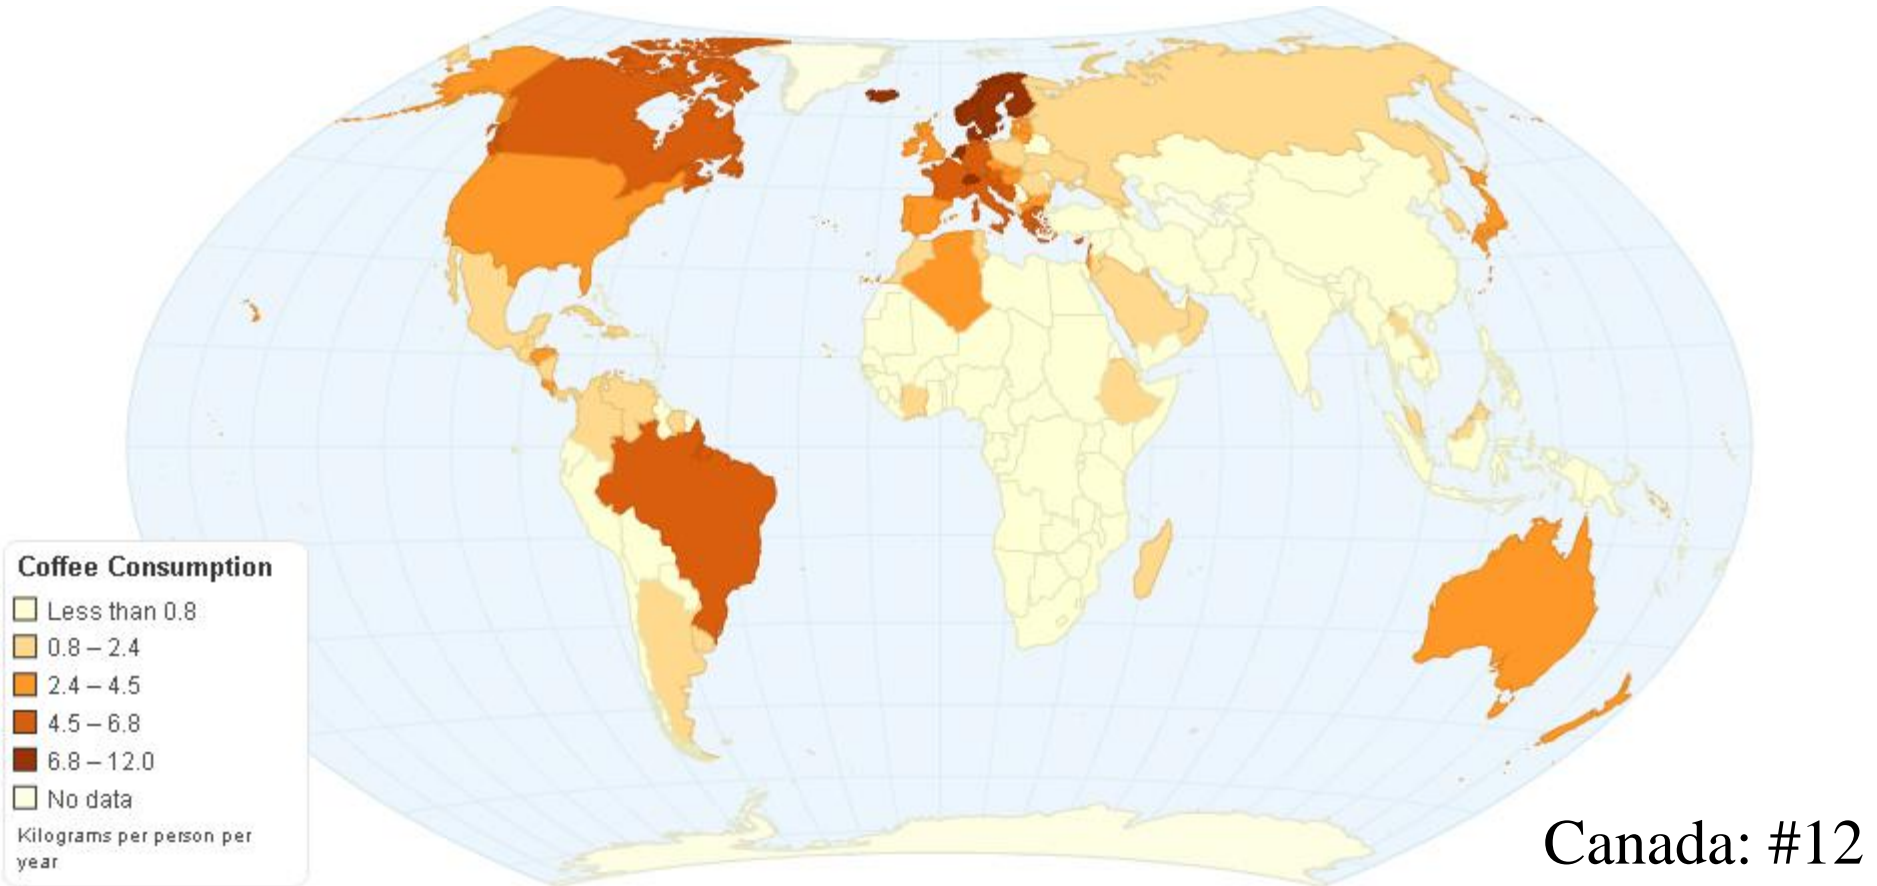 Coffee Consumption
Less than 0.8
0.8 – 2.4
2.4 – 4.5
4.5 – 6.8
6.8 – 12.0
No data
Kilograms per person per
year
Canada: #12